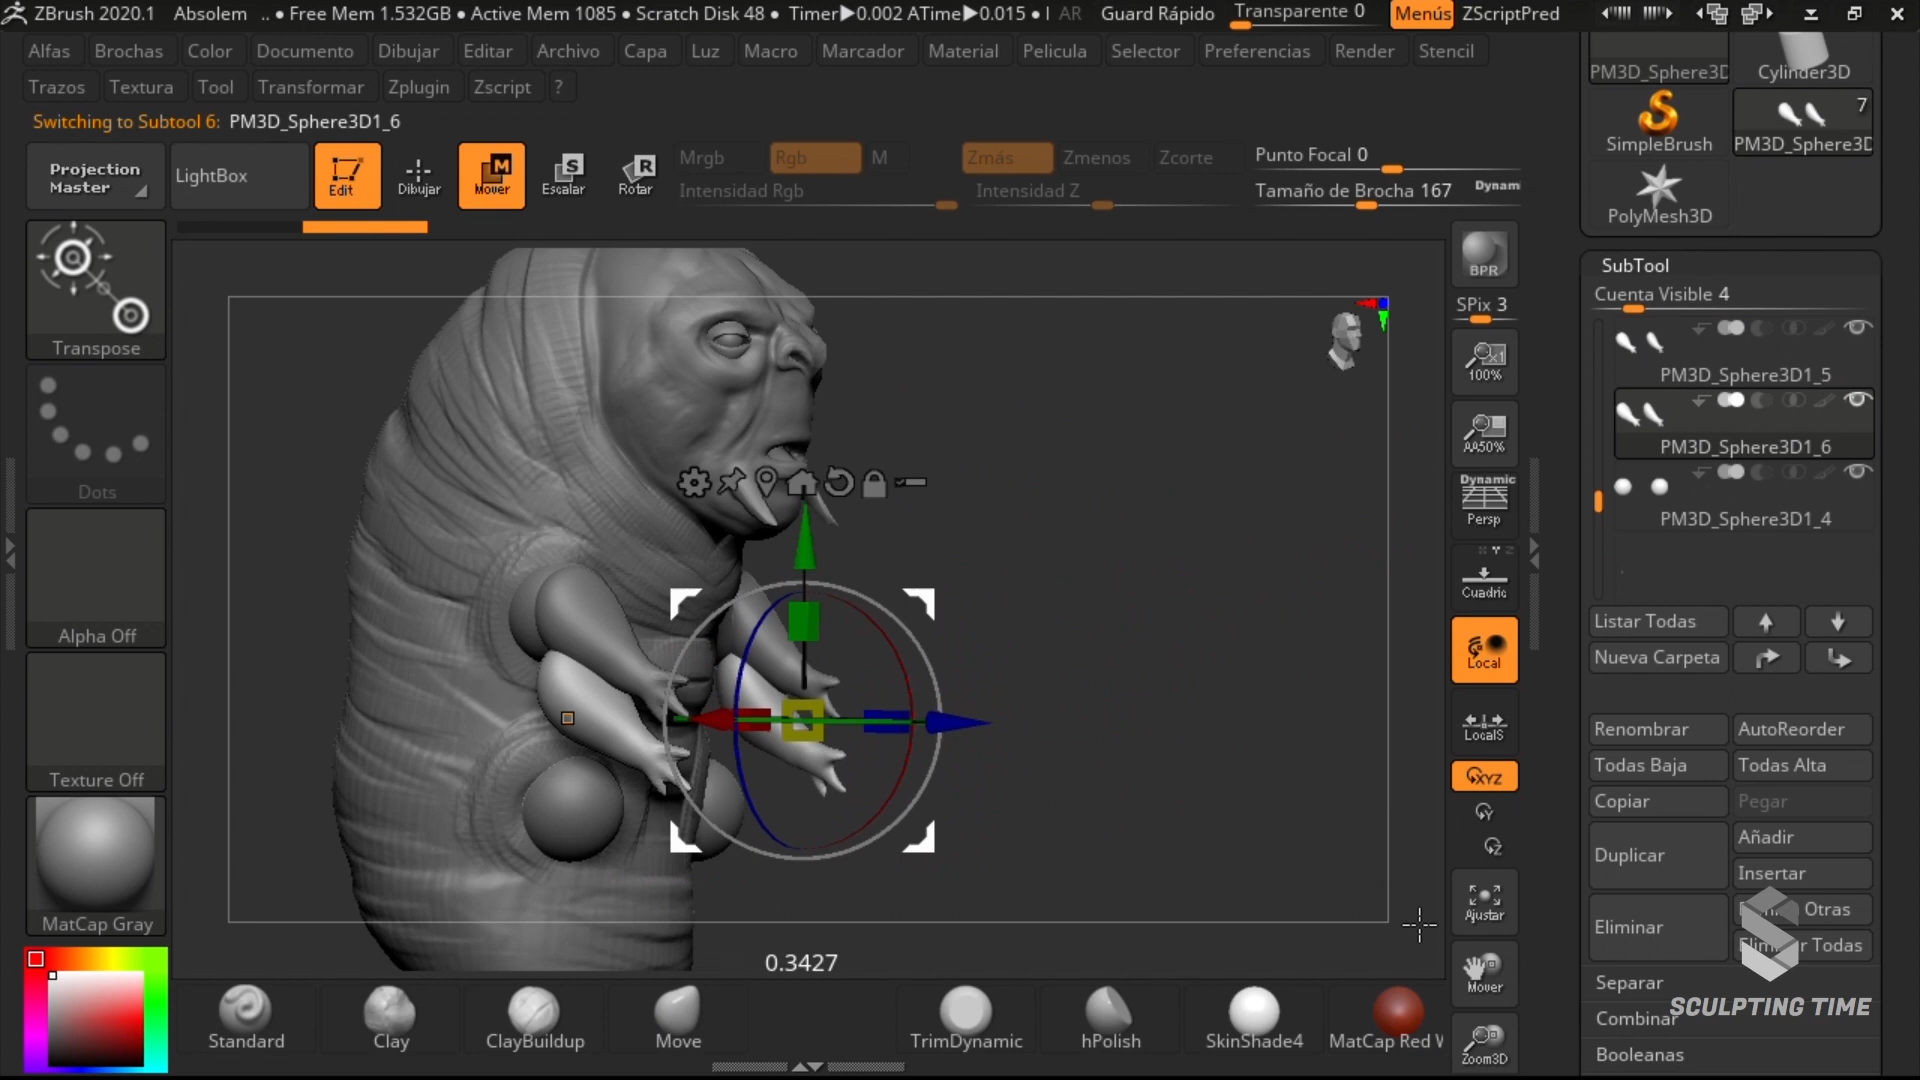 ZBrush 2020.1 Absolem .. • Free Mem 1.532GB • Active Mem 1085 • Scratch Disk 48 • Timer▶0.002 ATime▶0.015 • AR Guard Rápido Transparente 0 Menús ZScriptPred
Alfas Brochas Color Documento Dibujar Editar Archivo Capa Luz Macro Marcador Material Pelicula Selector Preferencias Render Stencil
Trazos Textura Tool Transformar Zplugin Zscript ?
Switching to Subtool 6: PM3D_Sphere3D1_6
Projection Master
LightBox
Edit
Dibujar
M
Mover
S
Escalar
R
Rotar
Mrgb Rgb M
Intensidad Rgb
Zmás Zmenos Zcorte
Intensidad Z
Punto Focal 0
Tamaño de Brocha 167 Dynami
Transpose
Dots
Alpha Off
Texture Off
MatCap Gray
0.3427
Standard
Clay
ClayBuildup
Move
TrimDynamic
hPolish
SkinShade4
MatCap Red W
BPR
SPix 3
x1
100%
AA50%
Dynamic
Persp
X Y Z
Cuadric
Local
LocalS
XYZ
Y
Z
Ajustar
Mover
Zoom3D
PM3D_Sphere3D
Cylinder3D
SimpleBrush
7
PM3D_Sphere3D
PolyMesh3D
SubTool
Cuenta Visible 4
PM3D_Sphere3D1_5
PM3D_Sphere3D1_6
PM3D_Sphere3D1_4
Listar Todas
Nueva Carpeta
Renombrar AutoReorder
Todas Baja Todas Alta
Copiar Pegar
Duplicar Añadir
Insertar
Eliminar Otras
Todas
Separar
Combinar
Booleanas
SCULPTING TIME